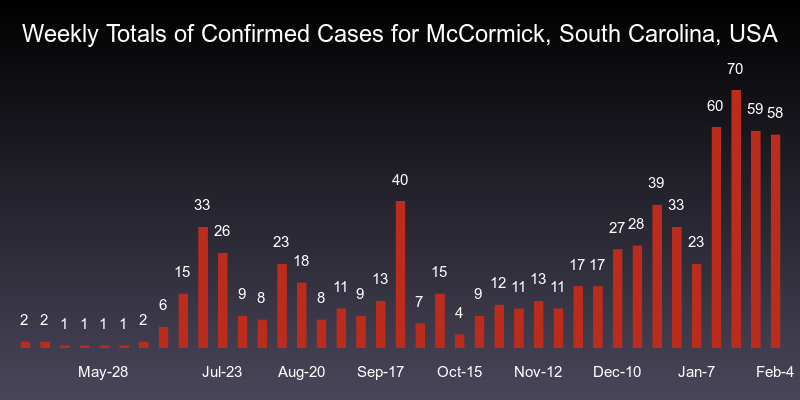 Weekly Totals of Confirmed Cases for McCormick, South Carolina, USA
2 2 1 1 1 1 2 6 15 33 26 9 8 23 18 8 11 9 13 40 7 15 4 9 12 11 13 11 17 17 27 28 39 33 23 60 70 59 58
May-28 Jul-23 Aug-20 Sep-17 Oct-15 Nov-12 Dec-10 Jan-7 Feb-4